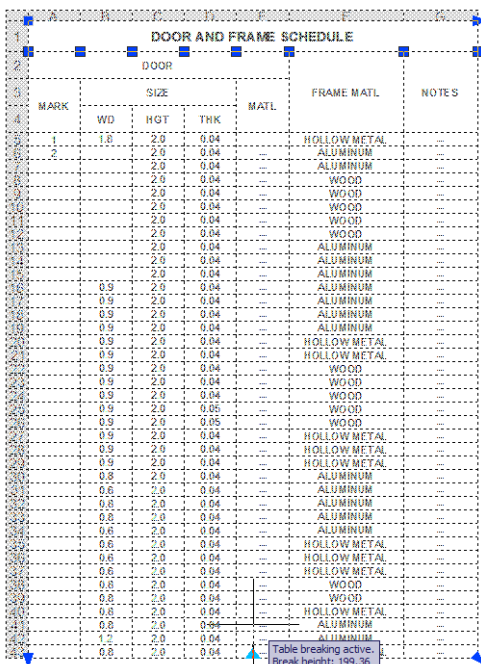 A B C D E F G
1 DOOR AND FRAME SCHEDULE
2 DOOR
3 MARK SIZE MATL FRAME MATL NOTES
4 WD HGT THK
5 1 1.8 2.0 0.04 --- HOLLOW METAL ---
6 2 2.0 0.04 --- ALUMINUM ---
7 2.0 0.04 --- ALUMINUM ---
8 2.0 0.04 --- WOOD ---
9 2.0 0.04 --- WOOD ---
10 2.0 0.04 --- WOOD ---
11 2.0 0.04 --- WOOD ---
12 2.0 0.04 --- WOOD ---
13 2.0 0.04 --- ALUMINUM ---
14 2.0 0.04 --- ALUMINUM ---
15 2.0 0.04 --- ALUMINUM ---
16 0.9 2.0 0.04 --- ALUMINUM ---
17 0.9 2.0 0.04 --- ALUMINUM ---
18 0.9 2.0 0.04 --- ALUMINUM ---
19 0.9 2.0 0.04 --- ALUMINUM ---
20 0.9 2.0 0.04 --- HOLLOW METAL ---
21 0.9 2.0 0.04 --- HOLLOW METAL ---
22 0.9 2.0 0.04 --- WOOD ---
23 0.9 2.0 0.04 --- WOOD ---
24 0.9 2.0 0.04 --- WOOD ---
25 0.9 2.0 0.05 --- WOOD ---
26 0.9 2.0 0.05 --- WOOD ---
27 0.9 2.0 0.04 --- HOLLOW METAL ---
28 0.9 2.0 0.04 --- HOLLOW METAL ---
29 0.9 2.0 0.04 --- HOLLOW METAL ---
30 0.8 2.0 0.04 --- ALUMINUM ---
31 0.6 2.0 0.04 --- ALUMINUM ---
32 0.8 2.0 0.04 --- ALUMINUM ---
33 0.8 2.0 0.04 --- ALUMINUM ---
34 0.6 2.0 0.04 --- ALUMINUM ---
35 0.6 2.0 0.04 --- HOLLOW METAL ---
36 0.6 2.0 0.04 --- HOLLOW METAL ---
37 0.6 2.0 0.04 --- HOLLOW METAL ---
38 0.8 2.0 0.04 --- WOOD ---
39 0.8 2.0 0.04 --- WOOD ---
40 0.8 2.0 0.04 --- HOLLOW METAL ---
41 0.8 2.0 0.04 --- ALUMINUM ---
42 1.2 2.0 0.04 --- ALUMINUM ---
43 0.8 2.0 0.04 ---
Table breaking active.
Break height: 199.36